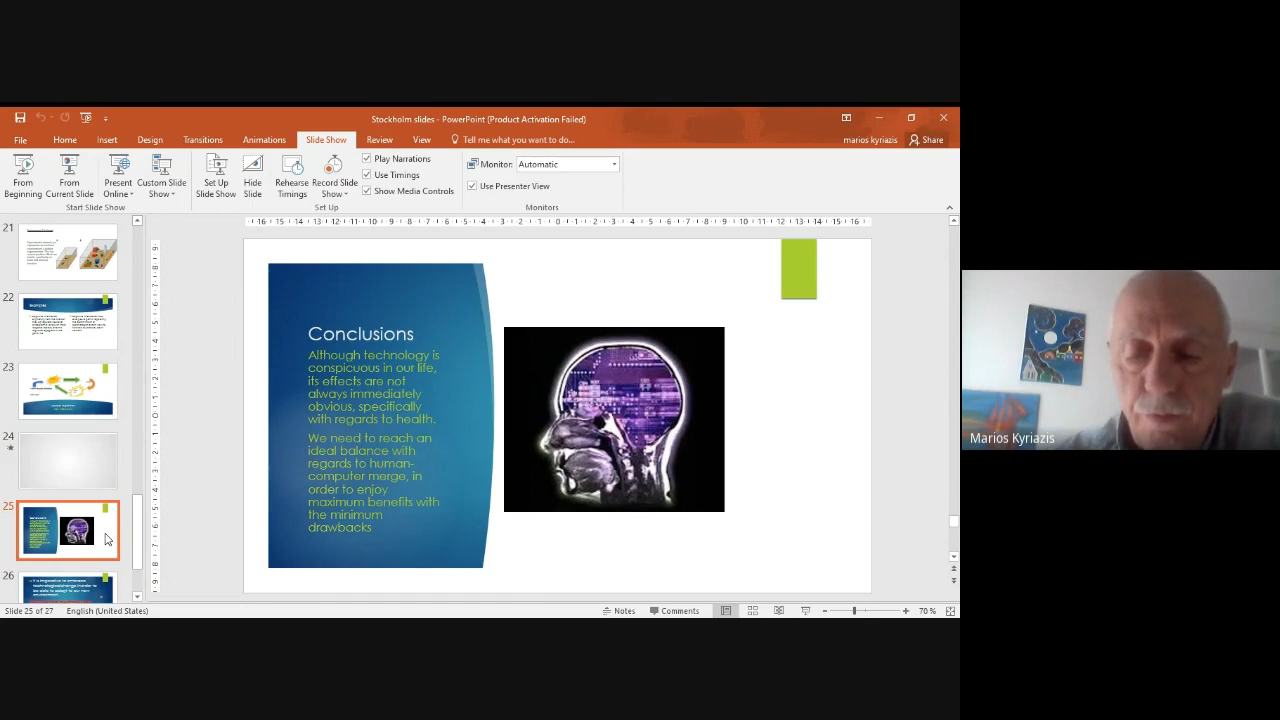 Stockholm slides - PowerPoint (Product Activation Failed)
File Home Insert Design Transitions Animations Slide Show Review View Tell me what you want to do... marios kyriazis Share
From Beginning
From Current Slide
Present Online
Custom Slide Show
Set Up Slide Show
Hide Slide
Rehearse Timings
Record Slide Show
Play Narrations
Use Timings
Show Media Controls
Monitor: Automatic
Use Presenter View
Start Slide Show
Set Up
Monitors
21
22
23
24
25
26
Conclusions
Although technology is
conspicuous in our life,
its effects are not
always immediately
obvious, specifically
with regards to health.
We need to reach an
ideal balance with
regards to human-
computer merge, in
order to enjoy
maximum benefits with
the minimum
drawbacks
Marios Kyriazis
Slide 25 of 27 English (United States) Notes Comments 70 %